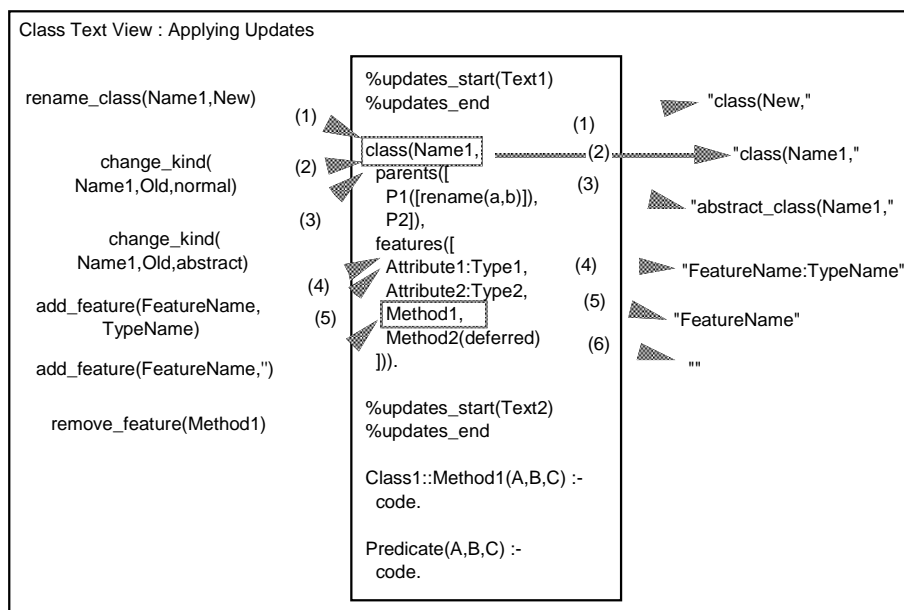 Class Text View : Applying Updates
rename_class(Name1,New)
change_kind(
Name1,Old,normal)
change_kind(
Name1,Old,abstract)
add_feature(FeatureName,
TypeName)
add_feature(FeatureName,'')
remove_feature(Method1)
(1)
(2)
(3)
(4)
(5)
%updates_start(Text1)
%updates_end
class(Name1,
parents([
P1([rename(a,b)]),
P2]),
features([
Attribute1:Type1,
Attribute2:Type2,
Method1,
Method2(deferred)
])).
%updates_start(Text2)
%updates_end
Class1::Method1(A,B,C) :-
code.
Predicate(A,B,C) :-
code.
(1)
(2)
(3)
(4)
(5)
(6)
"class(New,"
"class(Name1,"
"abstract_class(Name1,"
"FeatureName:TypeName"
"FeatureName"
""